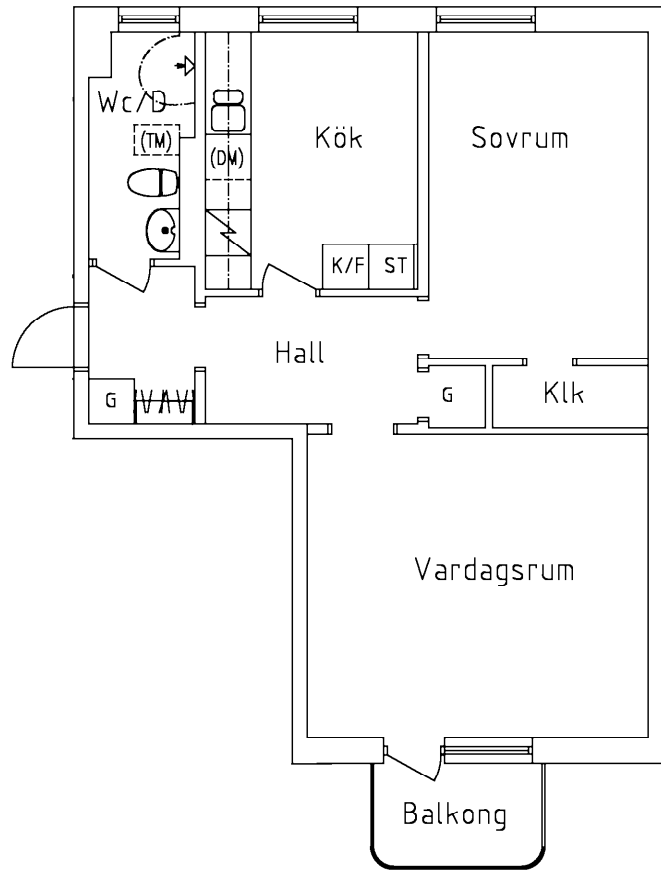 Wc/D
(TM)
(DM)
Kök
Sovrum
K/F
ST
Hall
G
G
Klk
Vardagsrum
Balkong